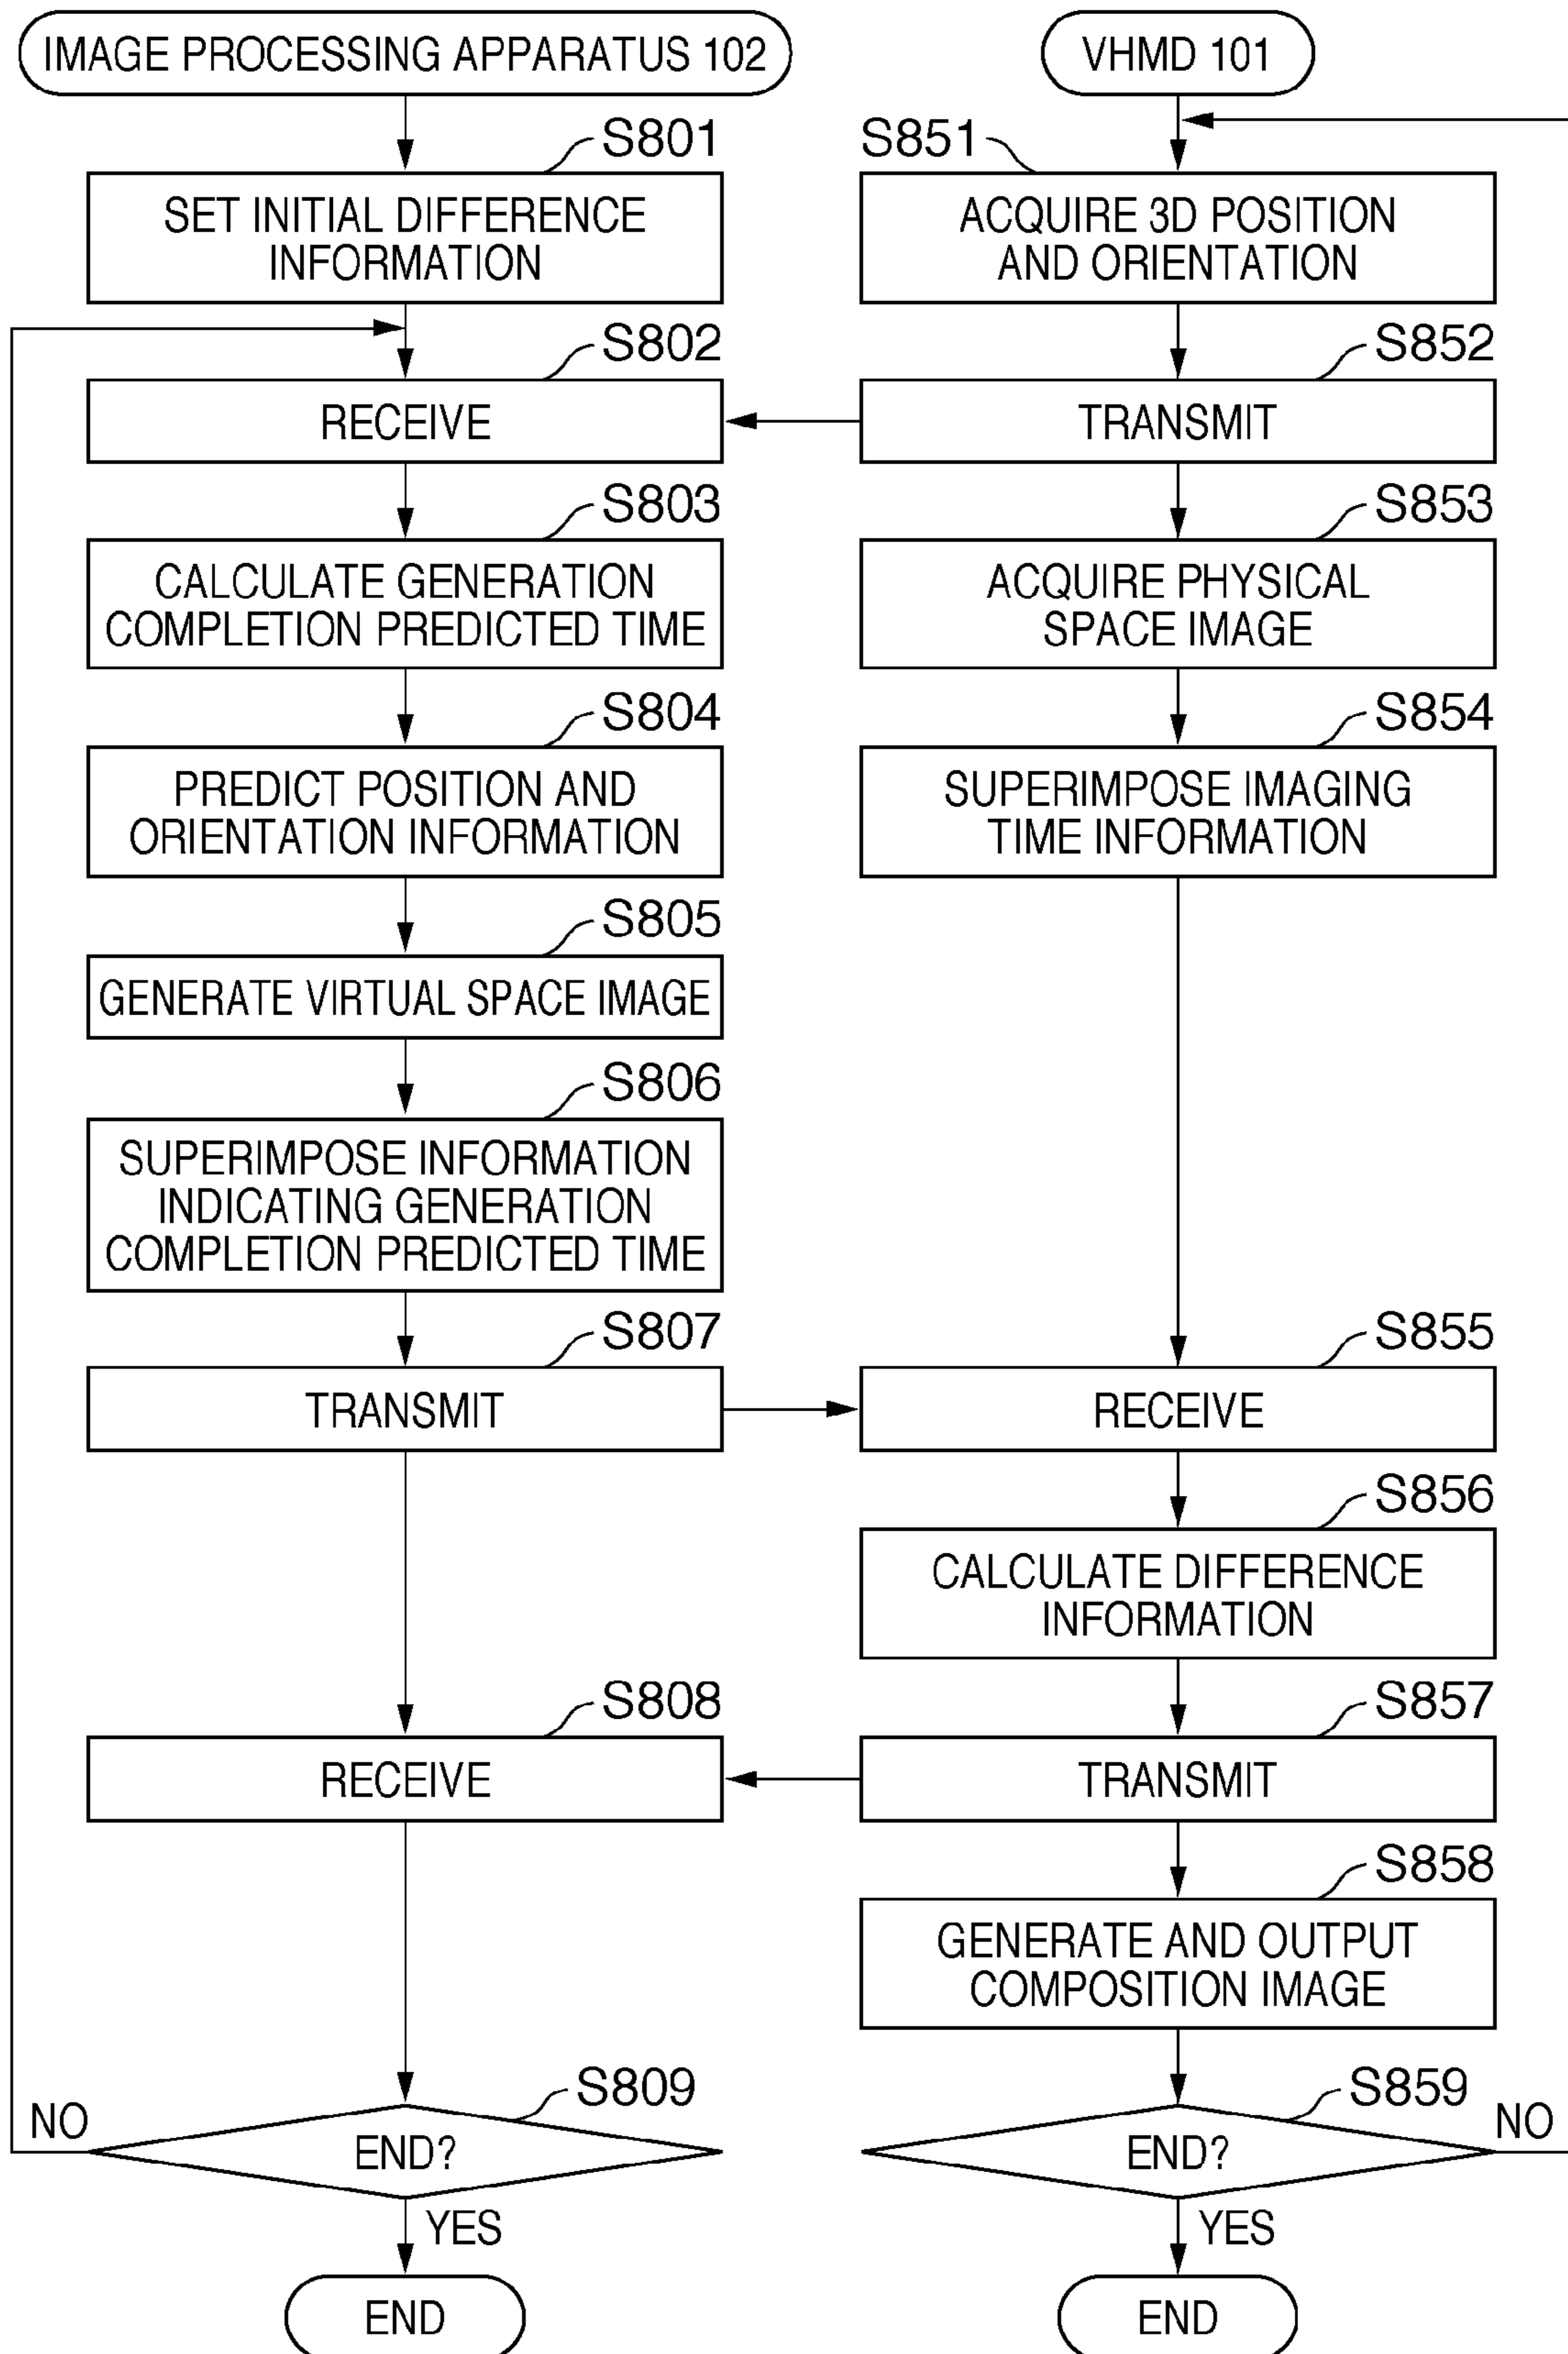 IMAGE PROCESSING APPARATUS 102
S801
SET INITIAL DIFFERENCE
INFORMATION
S802
RECEIVE
S803
CALCULATE GENERATION
COMPLETION PREDICTED TIME
S804
PREDICT POSITION AND
ORIENTATION INFORMATION
S805
GENERATE VIRTUAL SPACE IMAGE
S806
SUPERIMPOSE INFORMATION
INDICATING GENERATION
COMPLETION PREDICTED TIME
S807
TRANSMIT
S808
RECEIVE
S809
NO
END?
YES
END
VHMD 101
S851
ACQUIRE 3D POSITION
AND ORIENTATION
S852
TRANSMIT
S853
ACQUIRE PHYSICAL
SPACE IMAGE
S854
SUPERIMPOSE IMAGING
TIME INFORMATION
S855
RECEIVE
S856
CALCULATE DIFFERENCE
INFORMATION
S857
TRANSMIT
S858
GENERATE AND OUTPUT
COMPOSITION IMAGE
S859
NO
END?
YES
END